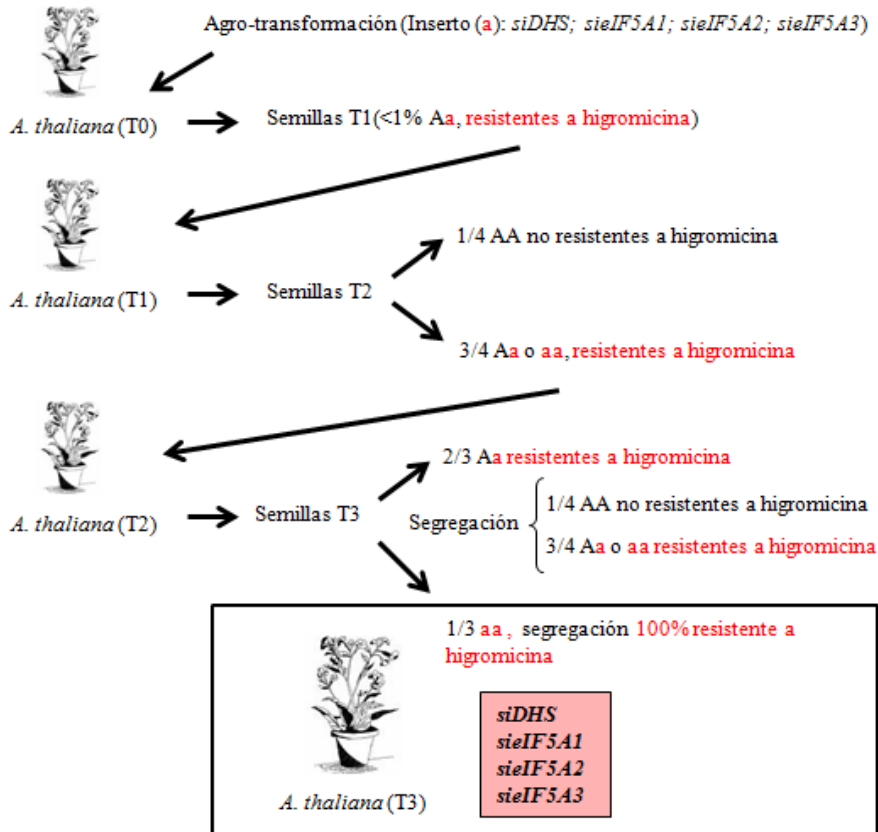 Agro-transformación (Inserto (a): siDHS; sieIF5A1; sieIF5A2; sieIF5A3)
A. thaliana (T0)
Semillas T1(<1% Aa, resistentes a higromicina)
1/4 AA no resistentes a higromicina
A. thaliana (T1)
Semillas T2
3/4 Aa o aa, resistentes a higromicina
2/3 Aa resistentes a higromicina
A. thaliana (T2)
Semillas T3
Segregación
1/4 AA no resistentes a higromicina
3/4 Aa o aa resistentes a higromicina
1/3 aa , segregación 100% resistente a
higromicina
siDHS
sieIF5A1
sieIF5A2
sieIF5A3
A. thaliana (T3)